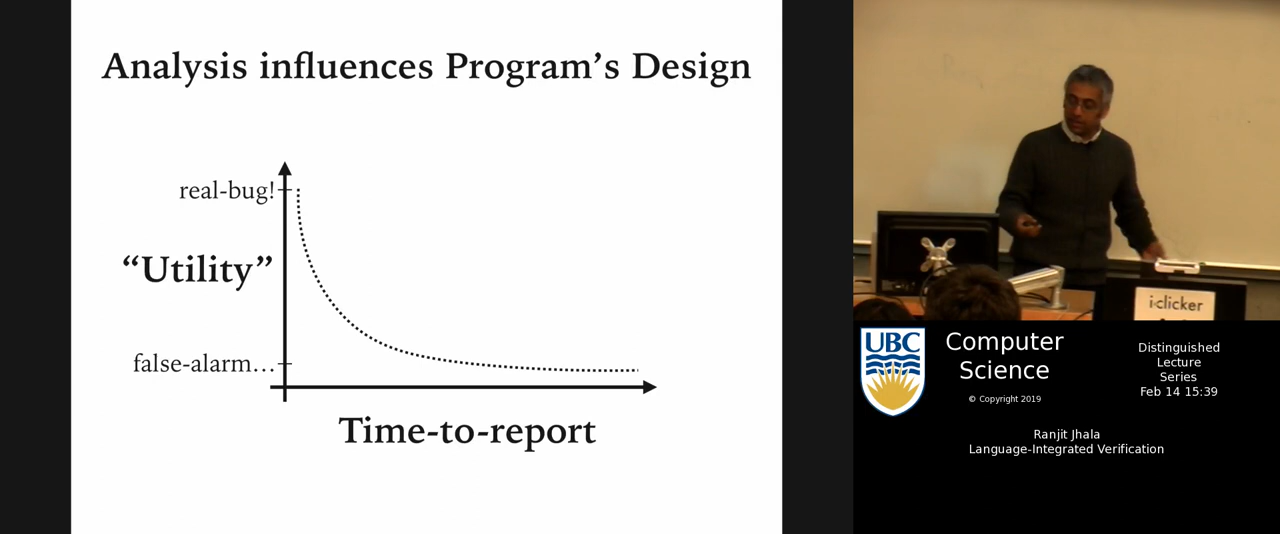 Analysis influences Program's Design
real-bug!
“Utility”
false-alarm...
Time-to-report
i>clicker
UBC
Computer
Science
© Copyright 2019
Distinguished
Lecture
Series
Feb 14 15:39
Ranjit Jhala
Language-Integrated Verification